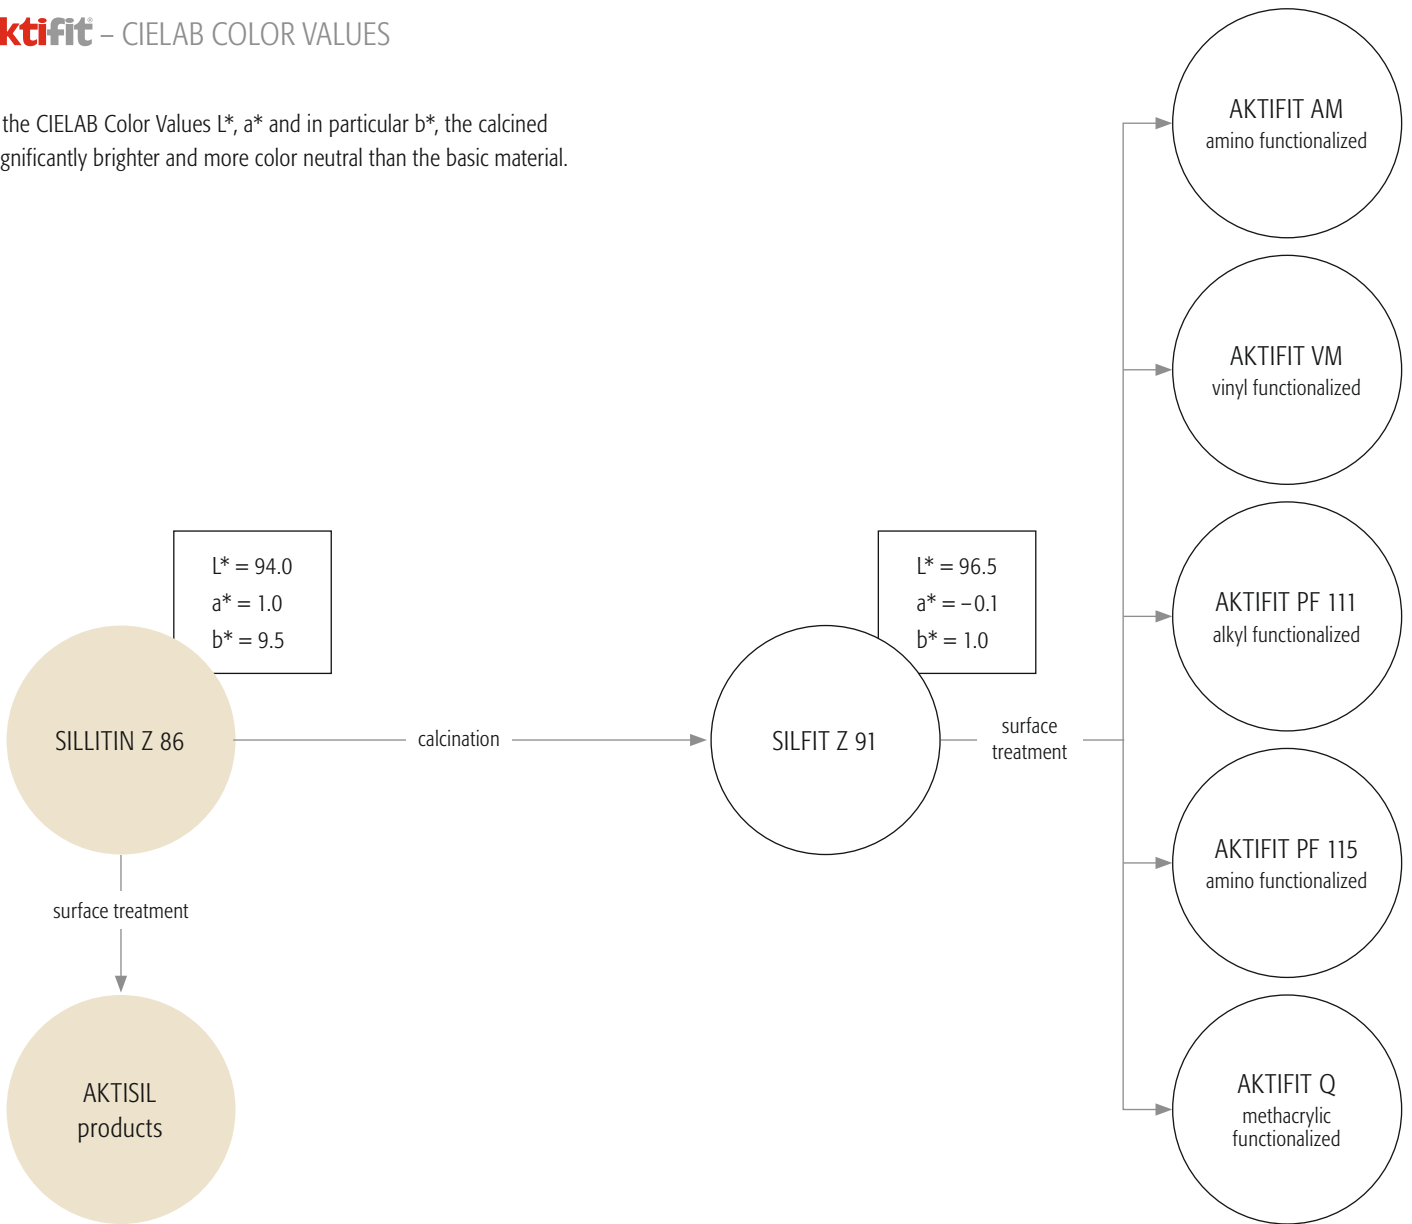 ktifit® – CIELAB COLOR VALUES
the CIELAB Color Values L*, a* and in particular b*, the calcined
gnificantly brighter and more color neutral than the basic material.
AKTIFIT AM
amino functionalized
AKTIFIT VM
vinyl functionalized
L* = 94.0
a* = 1.0
b* = 9.5
L* = 96.5
a* = –0.1
b* = 1.0
AKTIFIT PF 111
alkyl functionalized
SILLITIN Z 86
calcination
SILFIT Z 91
surface
treatment
AKTIFIT PF 115
amino functionalized
surface treatment
AKTISIL
products
AKTIFIT Q
methacrylic
functionalized